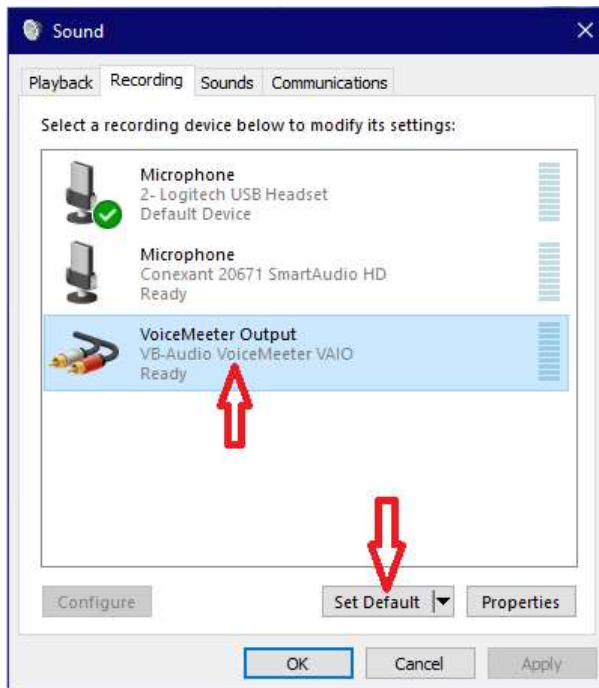 Sound
Playback Recording Sounds Communications
Select a recording device below to modify its settings:
Microphone
2- Logitech USB Headset
Default Device
Microphone
Conexant 20671 SmartAudio HD
Ready
VoiceMeeter Output
VB-Audio VoiceMeeter VAIO
Ready
Configure Set Default Properties
OK Cancel Apply